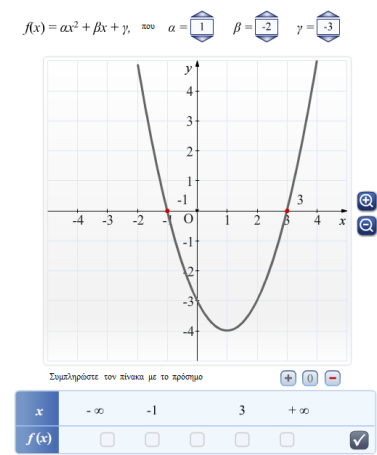 f(x) = αx² + βx + γ, που α = 1 β = -2 γ = -3
y
4
3
2
1
-1 3
-4 -3 -2 -1 O 1 2 3 4 x
-1
-2
-3
-4
Συμπληρώστε τον πίνακα με το πρόσημο + 0 −
x - ∞ -1 3 + ∞
f(x)